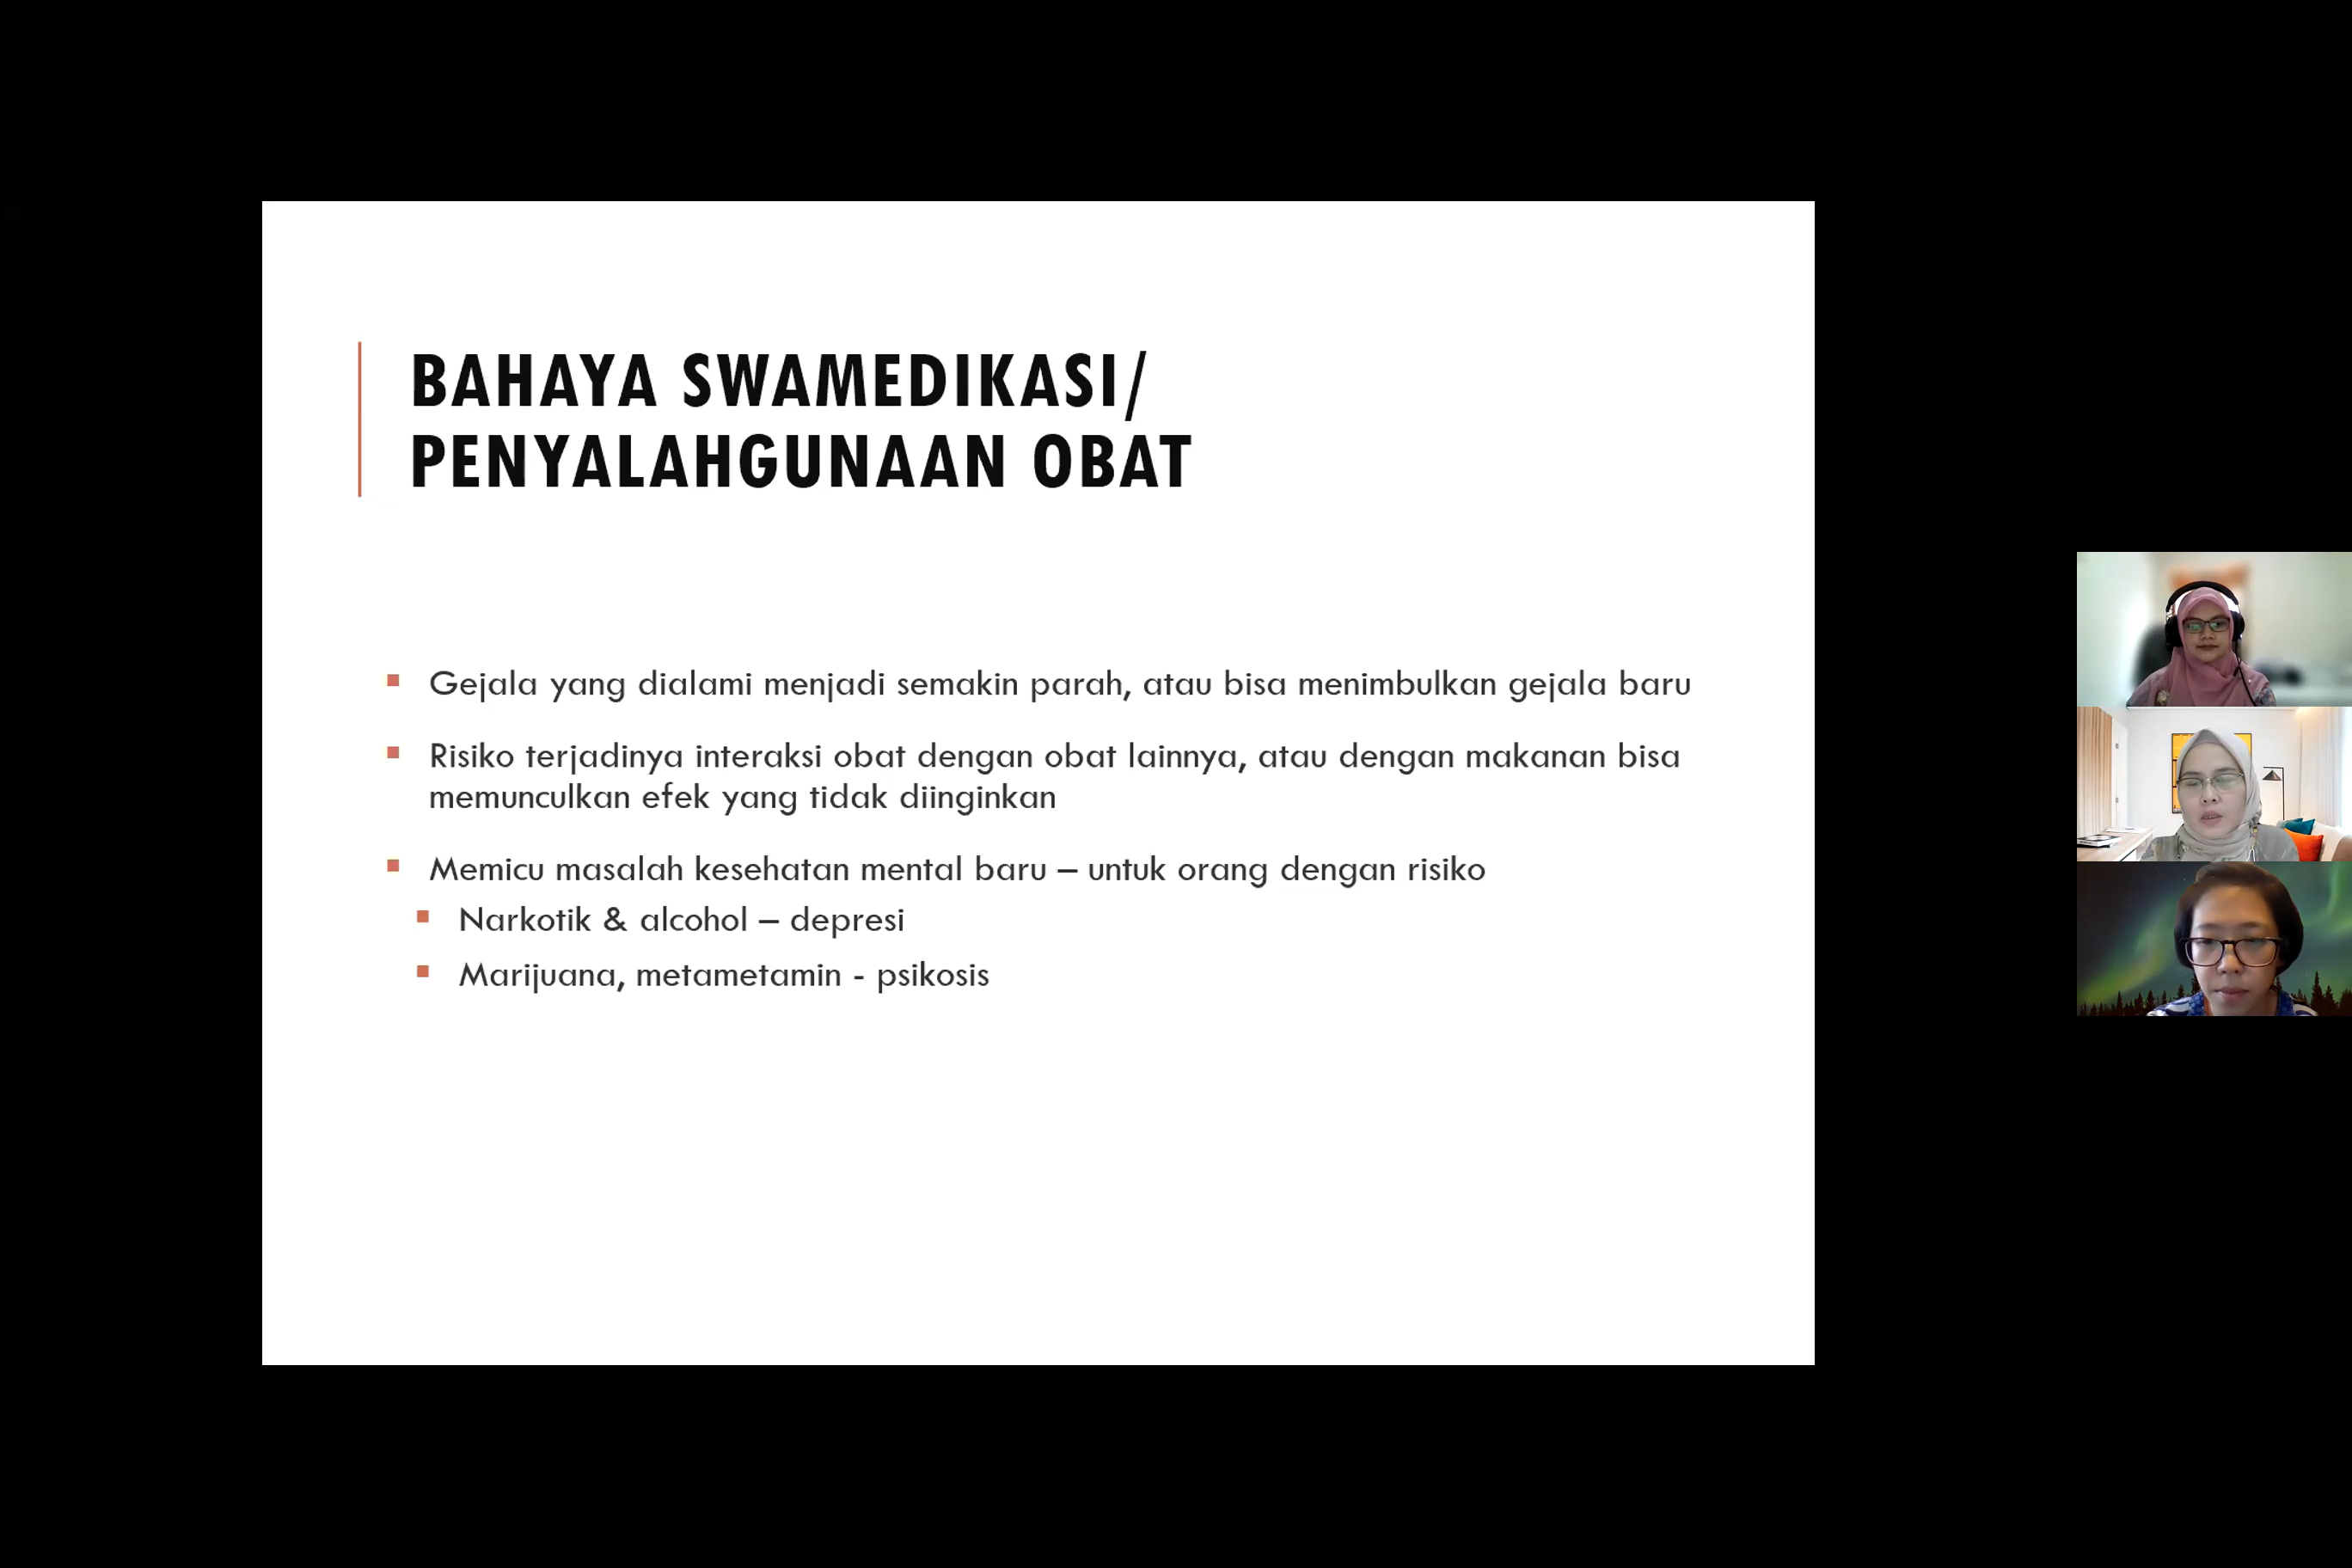 BAHAYA SWAMEDIKASI/
PENYALAHGUNAAN OBAT
Gejala yang dialami menjadi semakin parah, atau bisa menimbulkan gejala baru
Risiko terjadinya interaksi obat dengan obat lainnya, atau dengan makanan bisa
memunculkan efek yang tidak diinginkan
Memicu masalah kesehatan mental baru – untuk orang dengan risiko
Narkotik & alcohol – depresi
Marijuana, metametamin - psikosis